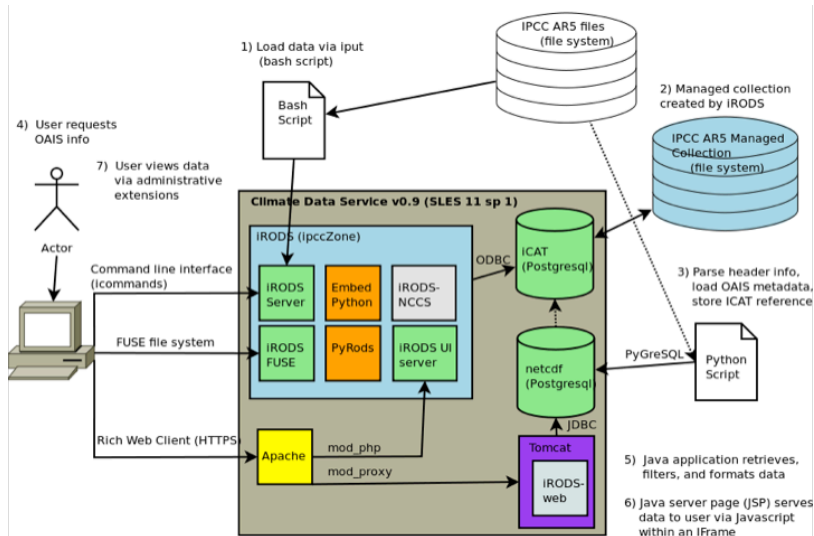 IPCC AR5 files
(file system)
1) Load data via iput
(bash script)
2) Managed collection
created by iRODS
Bash
Script
4) User requests
OAIS info
IPCC AR5 Managed
Collection
(file system)
7) User views data
via administrative
extensions
Climate Data Service v0.9 (SLES 11 sp 1)
Actor
iRODS (ipccZone)
iCAT
(Postgresql)
ODBC
Command line interface
(icommands)
iRODS
Server
Embed
Python
iRODS-
NCCS
3) Parse header info,
load OAIS metadata,
store ICAT reference
FUSE file system
iRODS
FUSE
PyRods
iRODS UI
server
netcdf
(Postgresql)
PyGreSQL
Python
Script
JDBC
Rich Web Client (HTTPS)
Apache
mod_php
mod_proxy
Tomcat
iRODS-
web
5) Java application retrieves,
filters, and formats data
6) Java server page (JSP) serves
data to user via Javascript
within an IFrame